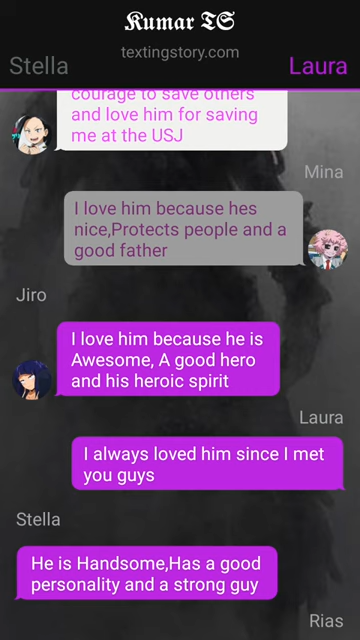 Kumar TS
textingstory.com
Stella
Laura
courage to save others
and love him for saving
me at the USJ
Mina
I love him because hes
nice,Protects people and a
good father
Jiro
I love him because he is
Awesome, A good hero
and his heroic spirit
Laura
I always loved him since I met
you guys
Stella
He is Handsome,Has a good
personality and a strong guy
Rias